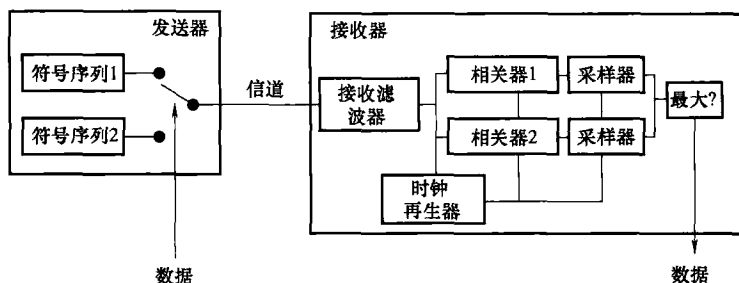 发送器
接收器
符号序列1
符号序列2
信道
接收滤
波器
相关器1
采样器
相关器2
采样器
最大?
时钟
再生器
数据
数据